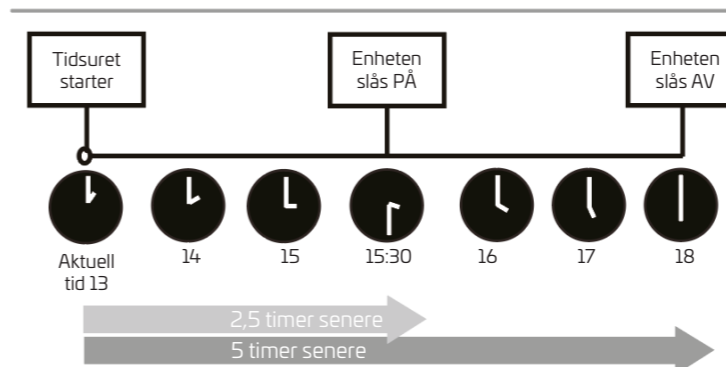 Tidsuret
starter
Enheten
slås PÅ
Enheten
slås AV
Aktuell
tid 13
14
15
15:30
16
17
18
2,5 timer senere
5 timer senere